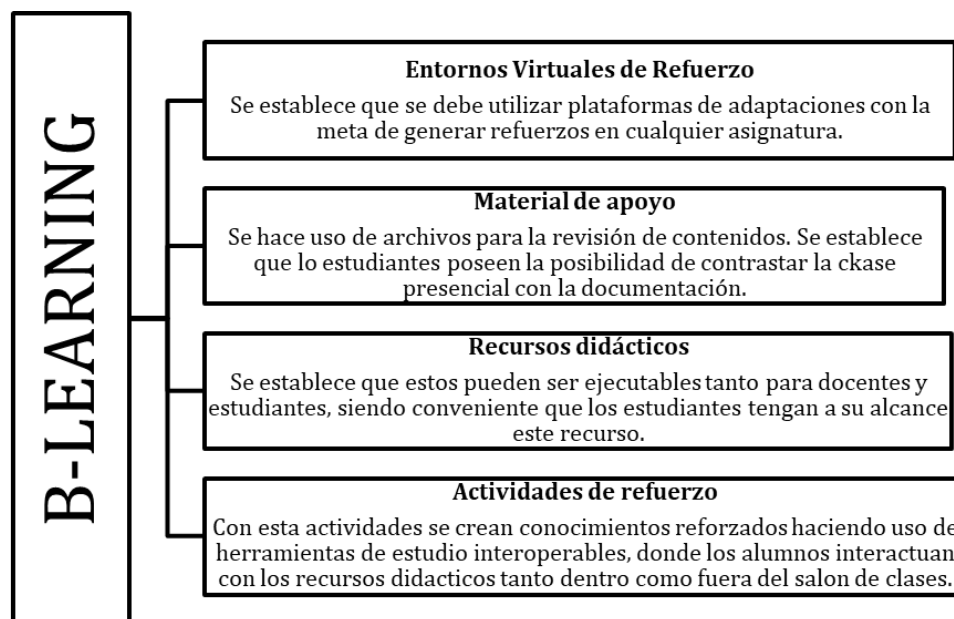 B-LEARNING
Entornos Virtuales de Refuerzo
Se establece que se debe utilizar plataformas de adaptaciones con la
meta de generar refuerzos en cualquier asignatura.
Material de apoyo
Se hace uso de archivos para la revisión de contenidos. Se establece
que lo estudiantes poseen la posibilidad de contrastar la ckase
presencial con la documentación.
Recursos didácticos
Se establece que estos pueden ser ejecutables tanto para docentes y
estudiantes, siendo conveniente que los estudiantes tengan a su alcance
este recurso.
Actividades de refuerzo
Con esta actividades se crean conocimientos reforzados haciendo uso de
herramientas de estudio interoperables, donde los alumnos interactuan
con los recursos didacticos tanto dentro como fuera del salon de clases.